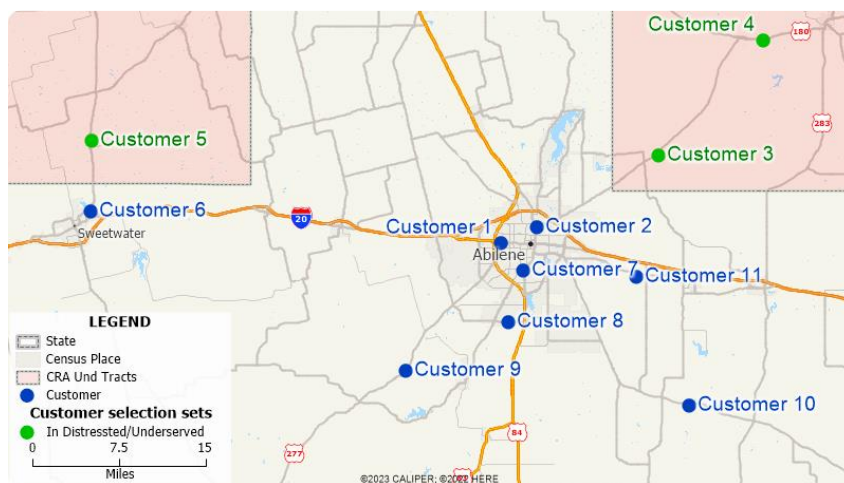 Customer 4
180
283
Customer 5
Customer 3
Customer 6
Sweetwater
20
Customer 1
Customer 2
Abilene
Customer 7
Customer 11
Customer 8
Customer 9
Customer 10
277
84
LEGEND
State
Census Place
CRA Und Tracts
Customer
Customer selection sets
In Distressted/Underserved
0 7.5 15
Miles
©2023 CALIPER; ©2022 HERE